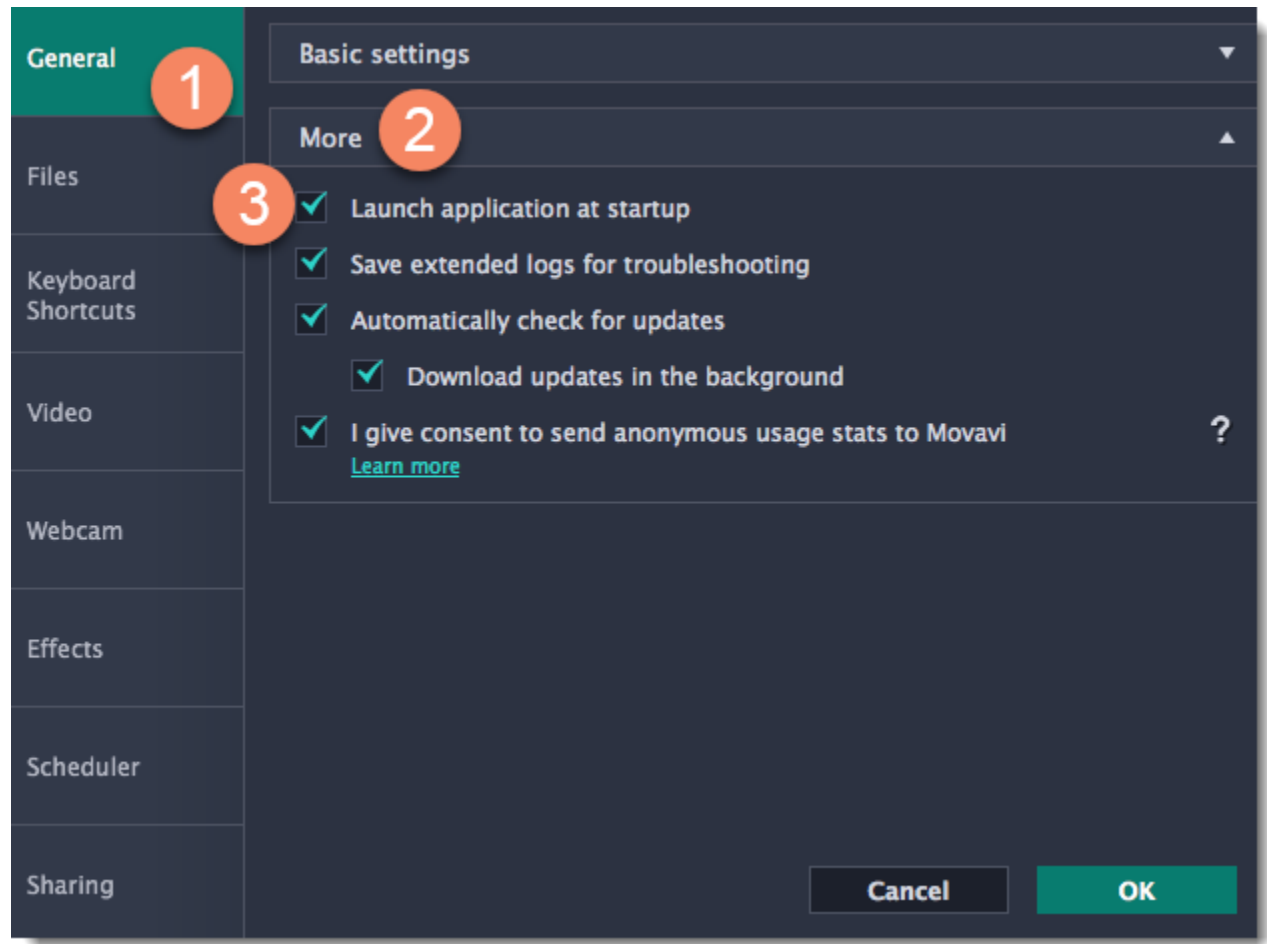 General
1
Files
Keyboard
Shortcuts
Video
Webcam
Effects
Scheduler
Sharing
Basic settings
More
2
3
Launch application at startup
Save extended logs for troubleshooting
Automatically check for updates
Download updates in the background
I give consent to send anonymous usage stats to Movavi
?
Learn more
Cancel
OK